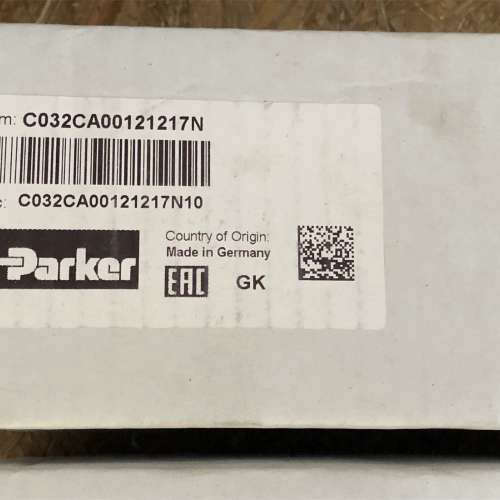 m: C032CA00121217N
c: C032CA00121217N10
Parker
Country of Origin:
Made in Germany
EAC
GK